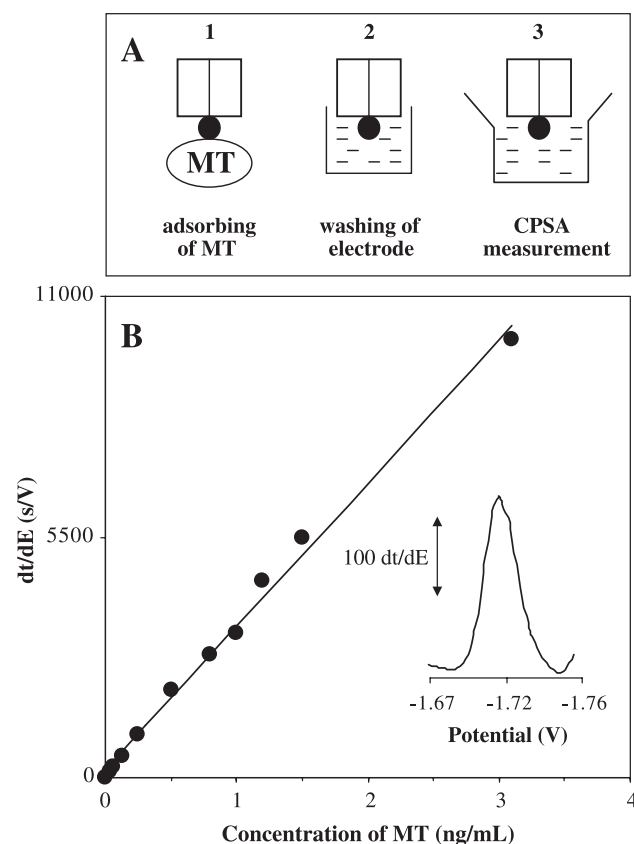 A
1 2 3
MT
adsorbing of MT
washing of electrode
CPSA measurement
B
11000
5500
0
dt/dE (s/V)
100 dt/dE
-1.67 -1.72 -1.76
Potential (V)
0 1 2 3 4
Concentration of MT (ng/mL)